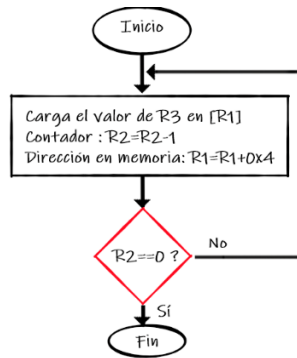 Inicio
Carga el valor de R3 en [R1]
Contador : R2=R2-1
Dirección en memoria: R1=R1+0x4
R2==0 ?
No
Sí
Fin